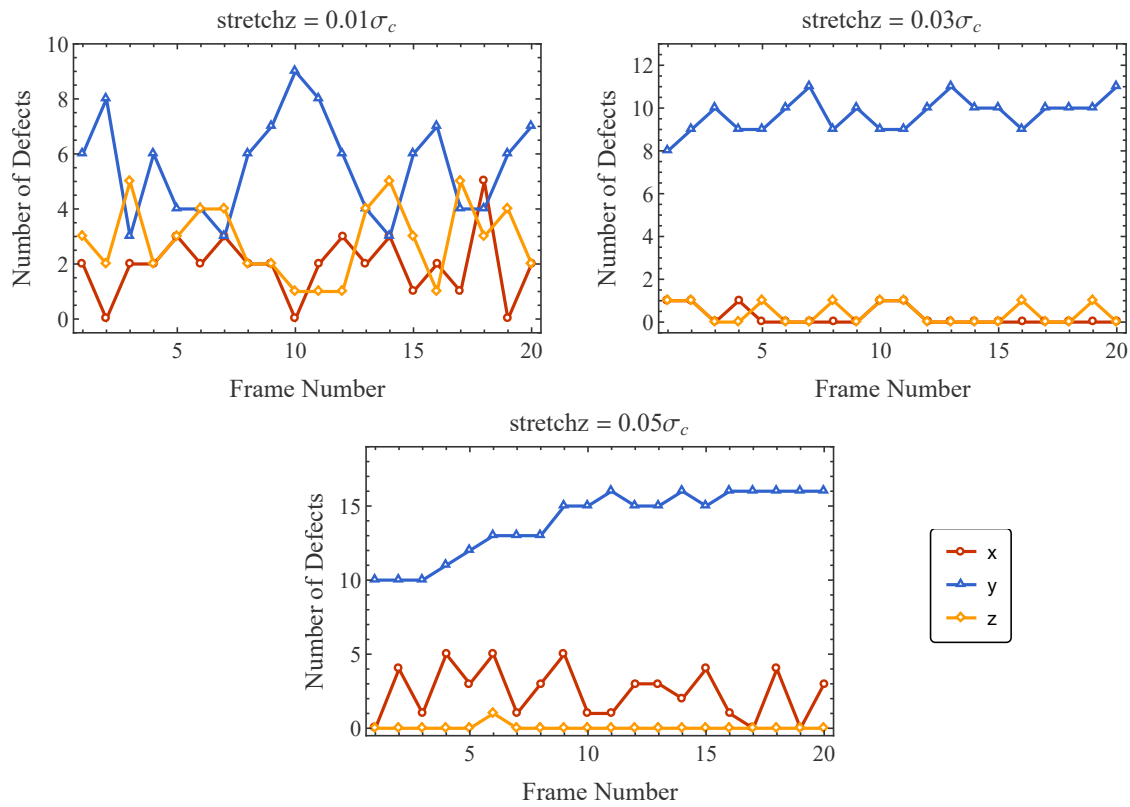 stretchz = 0.01σc
Number of Defects
10
8
6
4
2
0
5
10
15
20
Frame Number
stretchz = 0.03σc
Number of Defects
12
10
8
6
4
2
0
5
10
15
20
Frame Number
stretchz = 0.05σc
Number of Defects
15
10
5
0
5
10
15
20
Frame Number
x
y
z